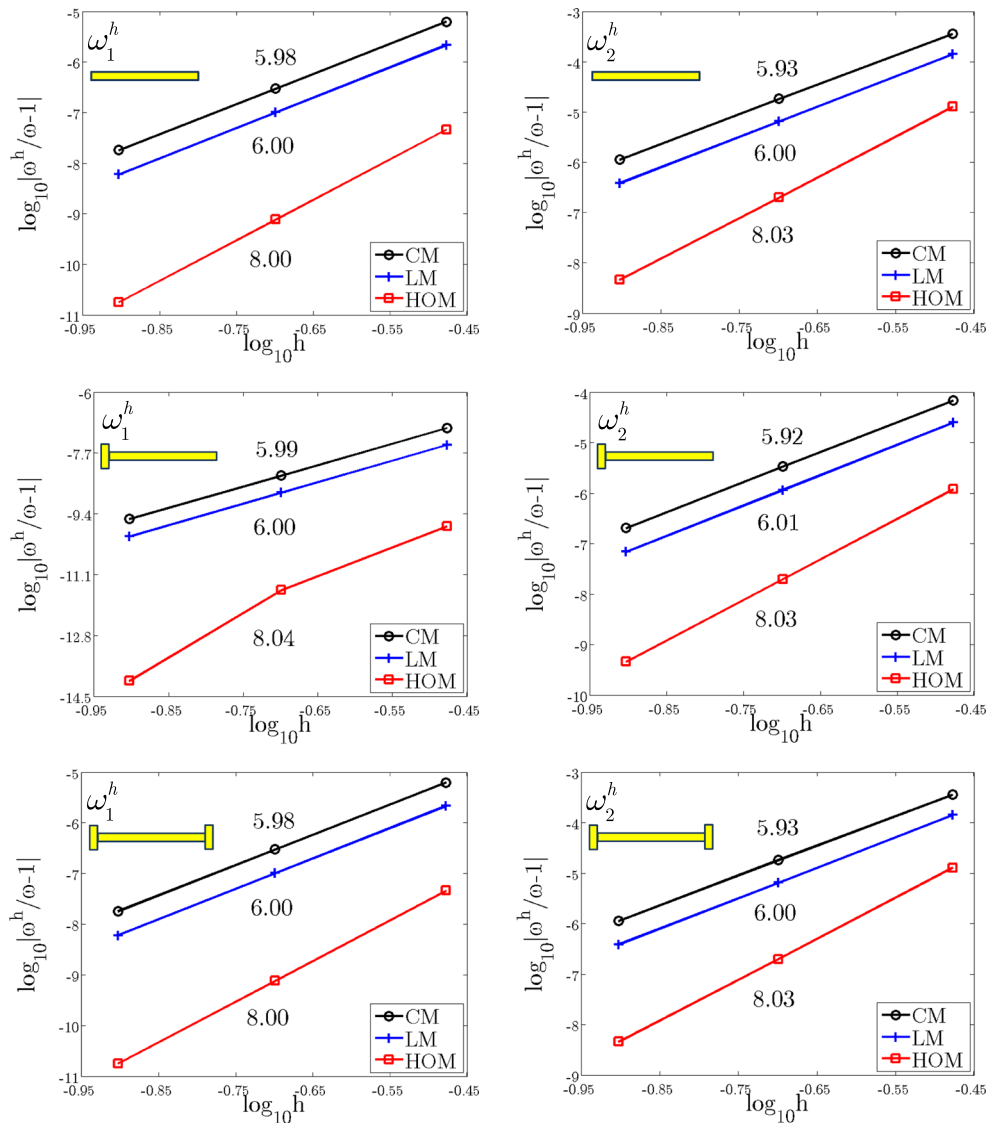 -5
-6
-7
-8
-9
-10
-11
log₁₀|ωʰ/ω-1|
ω₁ʰ
5.98
6.00
8.00
CM
LM
HOM
-0.95 -0.85 -0.75 -0.65 -0.55 -0.45
log₁₀h
-3
-4
-5
-6
-7
-8
-9
log₁₀|ωʰ/ω-1|
ω₂ʰ
5.93
6.00
8.03
CM
LM
HOM
-0.95 -0.85 -0.75 -0.65 -0.55 -0.45
log₁₀h
-6
-7.7
-9.4
-11.1
-12.8
-14.5
log₁₀|ωʰ/ω-1|
ω₁ʰ
5.99
6.00
8.04
CM
LM
HOM
-0.95 -0.85 -0.75 -0.65 -0.55 -0.45
log₁₀h
-4
-5
-6
-7
-8
-9
-10
log₁₀|ωʰ/ω-1|
ω₂ʰ
5.92
6.01
8.03
CM
LM
HOM
-0.95 -0.85 -0.75 -0.65 -0.55 -0.45
log₁₀h
-5
-6
-7
-8
-9
-10
-11
log₁₀|ωʰ/ω-1|
ω₁ʰ
5.98
6.00
8.00
CM
LM
HOM
-0.95 -0.85 -0.75 -0.65 -0.55 -0.45
log₁₀h
-3
-4
-5
-6
-7
-8
-9
log₁₀|ωʰ/ω-1|
ω₂ʰ
5.93
6.00
8.03
CM
LM
HOM
-0.95 -0.85 -0.75 -0.65 -0.55 -0.45
log₁₀h